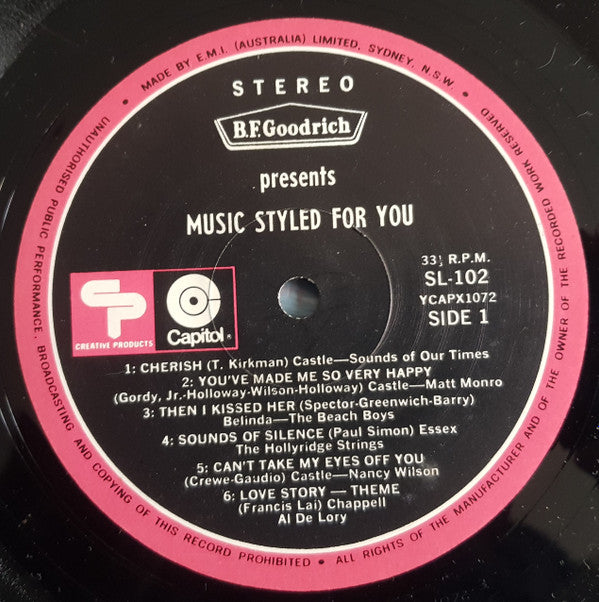 • MADE BY E.M.I. (AUSTRALIA) LIMITED, SYDNEY, N.S.W. •
UNAUTHORISED PUBLIC PERFORMANCE, BROADCASTING AND COPYING OF THIS RECORD PROHIBITED • ALL RIGHTS OF THE MANUFACTURER AND OF THE OWNER OF THE RECORDED WORK RESERVED
STEREO
B.F.Goodrich
presents
MUSIC STYLED FOR YOU
33⅓ R.P.M.
SL-102
YCAPX1072
SIDE 1
CP
CREATIVE PRODUCTS
Capitol®
1: CHERISH (T. Kirkman) Castle—Sounds of Our Times
2: YOU'VE MADE ME SO VERY HAPPY
(Gordy, Jr.-Holloway-Wilson-Holloway) Castle—Matt Monro
3: THEN I KISSED HER (Spector-Greenwich-Barry)
Belinda—The Beach Boys
4: SOUNDS OF SILENCE (Paul Simon) Essex
The Hollyridge Strings
5: CAN'T TAKE MY EYES OFF YOU
(Crewe-Gaudio) Castle—Nancy Wilson
6: LOVE STORY — THEME
(Francis Lai) Chappell
Al De Lory